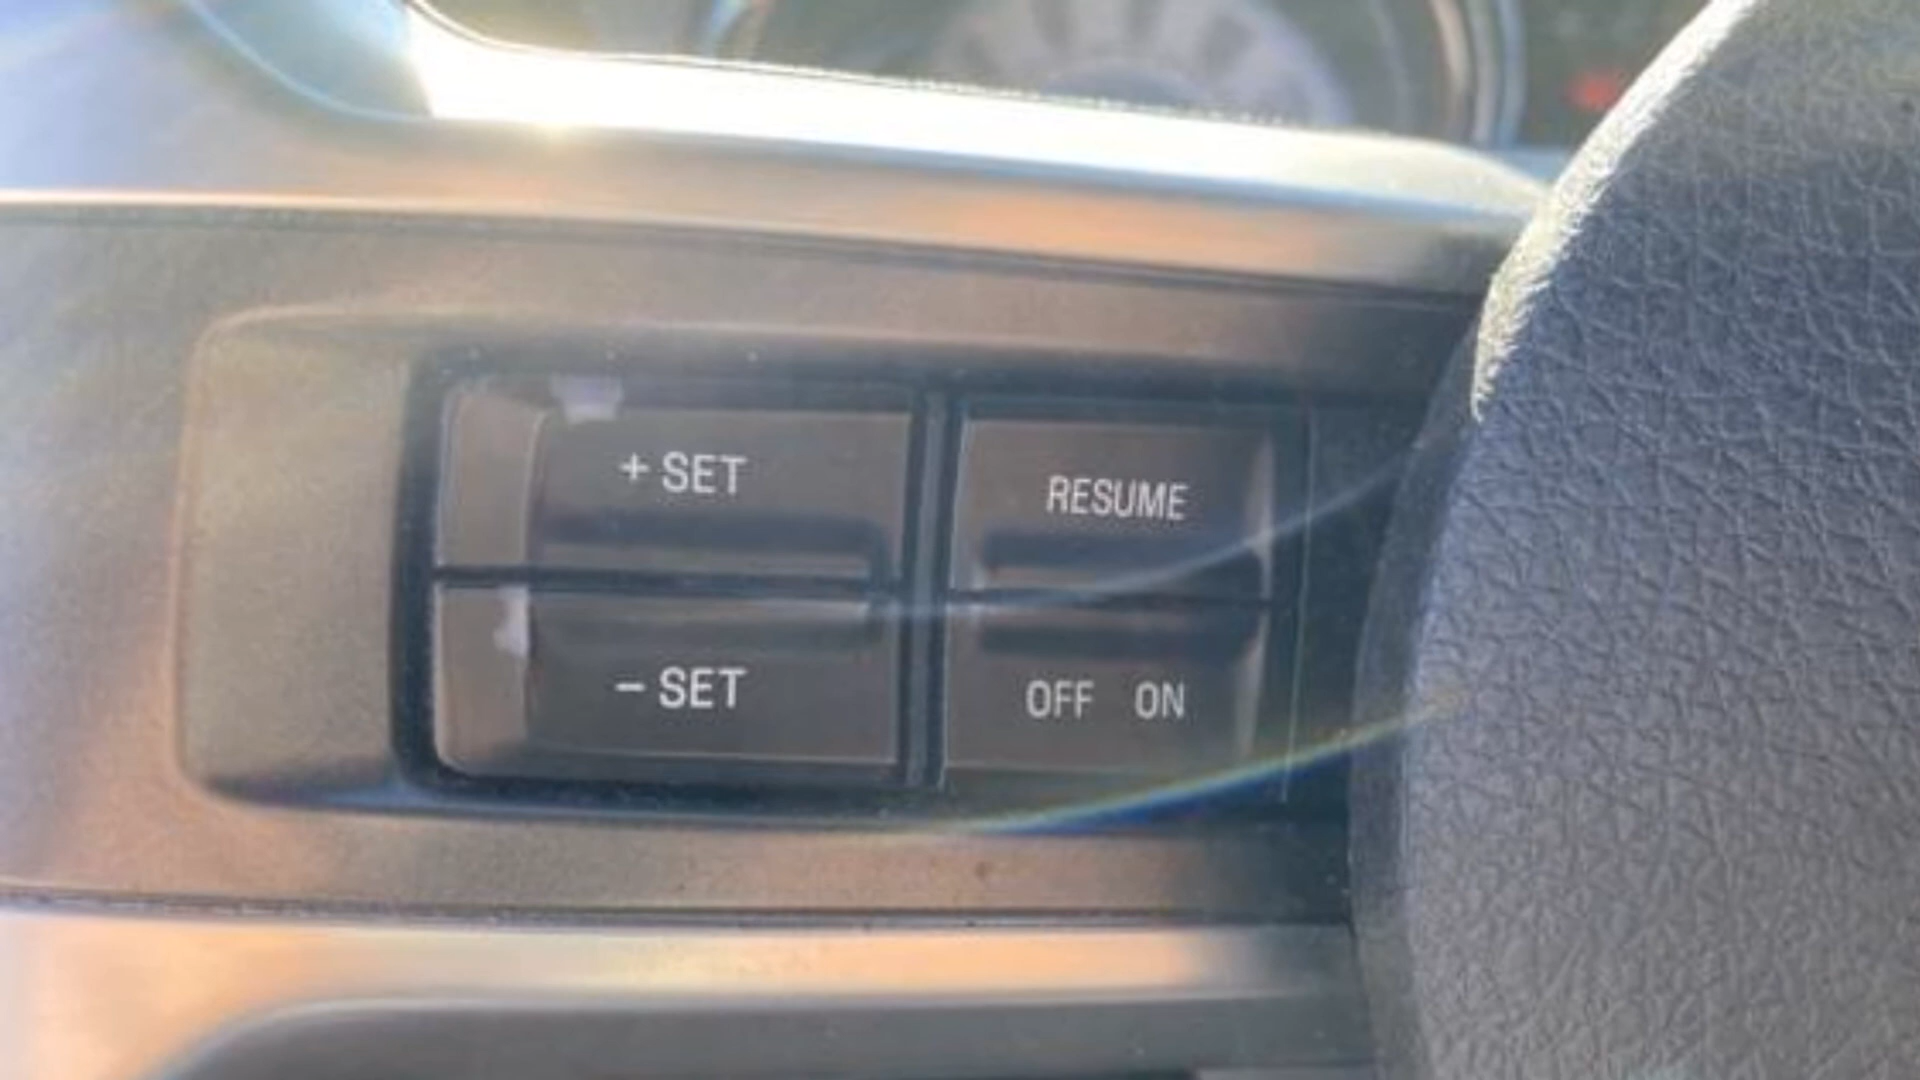 + SET
RESUME
– SET
OFF ON